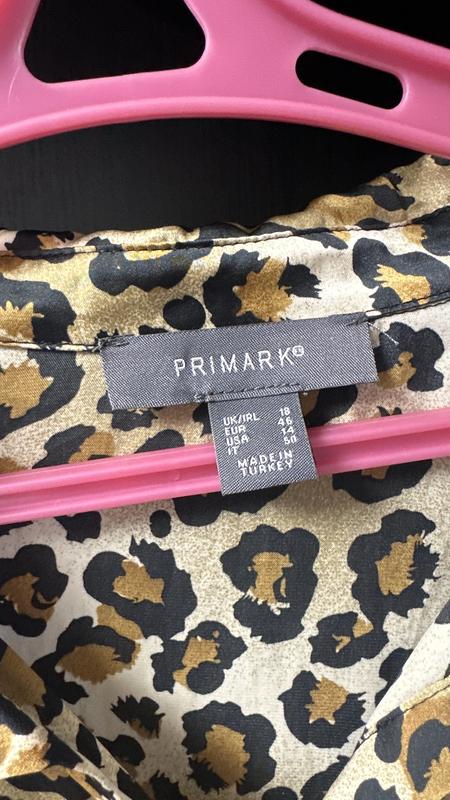 PRIMARK®
UK/IRL 18
EUR 46
USA 14
IT 50
MADE IN
TURKEY